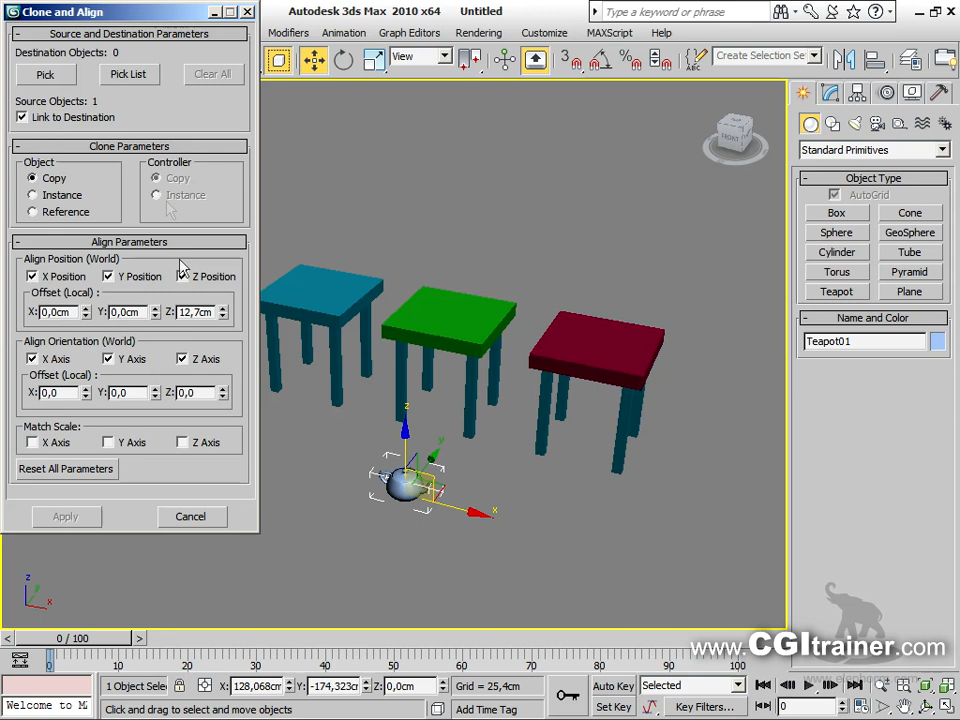 Clone and Align
Autodesk 3ds Max 2010 x64
Untitled
Type a keyword or phrase
Modifiers
Animation
Graph Editors
Rendering
Customize
MAXScript
Help
Source and Destination Parameters
Destination Objects: 0
Pick
Pick List
Clear All
Source Objects: 1
Link to Destination
View
Create Selection Se
3
ABC
Clone Parameters
Object
Controller
Copy
Copy
Instance
Instance
Reference
Align Parameters
Align Position (World)
X Position
Y Position
Z Position
Offset (Local) :
X: 0,0cm
Y: 0,0cm
Z: 12,7cm
Align Orientation (World)
X Axis
Y Axis
Z Axis
Offset (Local) :
X: 0,0
Y: 0,0
Z: 0,0
Match Scale:
X Axis
Y Axis
Z Axis
Reset All Parameters
Apply
Cancel
FRONT
z
y
x
z
y
x
Standard Primitives
Object Type
AutoGrid
Box
Cone
Sphere
GeoSphere
Cylinder
Tube
Torus
Pyramid
Teapot
Plane
Name and Color
Teapot01
www.CGItrainer.com
0 / 100
0 10 20 30 40 50 60 70 80 90 100
1 Object Selec
X: 128,068cm
Y: -174,323cm
Z: 0,0cm
Grid = 25,4cm
Auto Key
Selected
Welcome to M
Click and drag to select and move objects
Add Time Tag
Set Key
Key Filters...
0